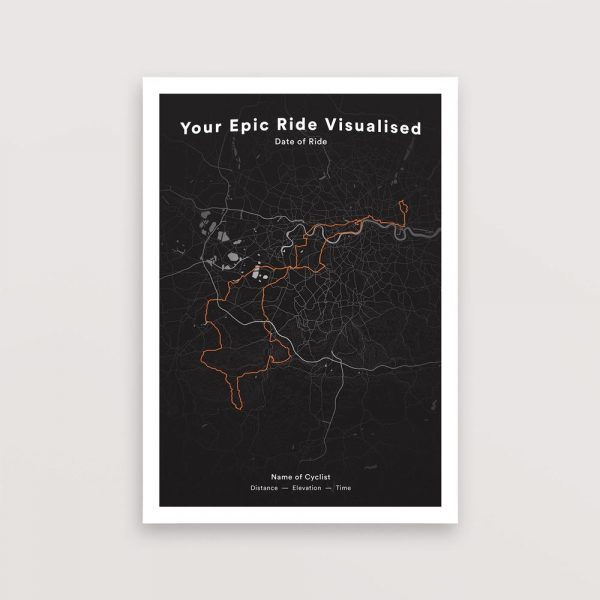 Your Epic Ride Visualised
Date of Ride
Name of Cyclist
Distance — Elevation — Time